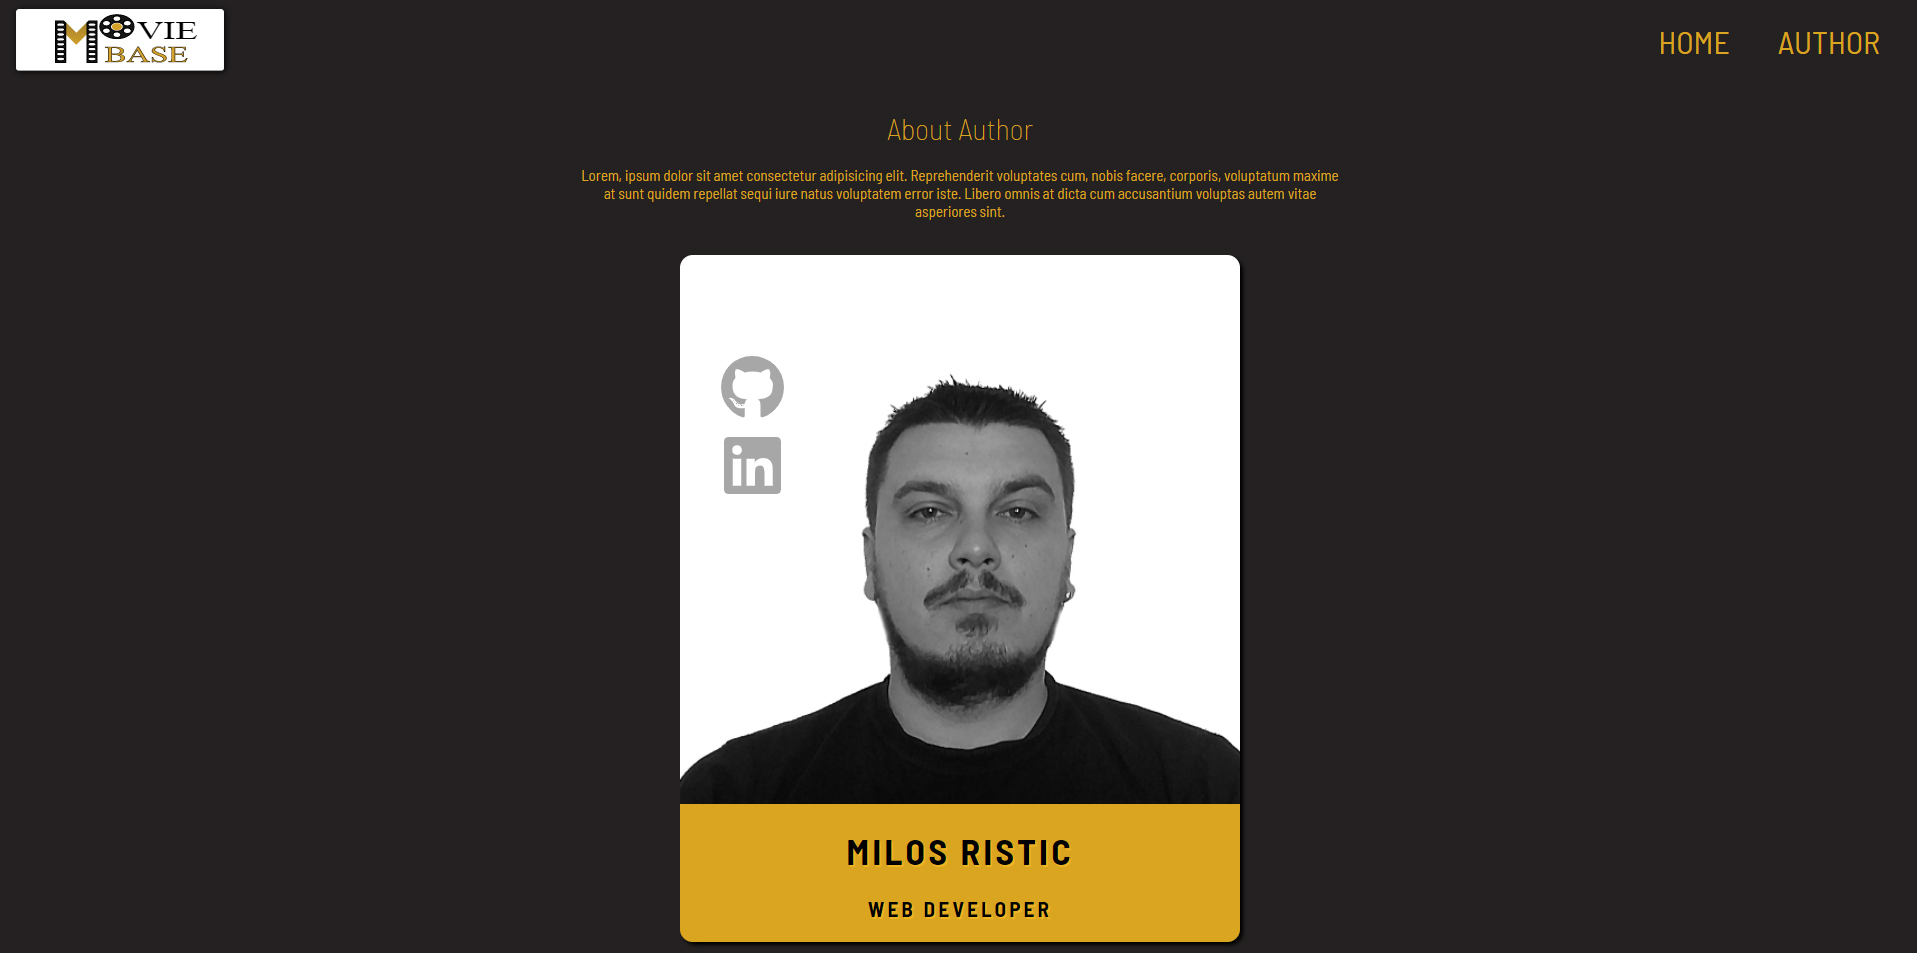 MOVIE
BASE
HOME AUTHOR
About Author
Lorem, ipsum dolor sit amet consectetur adipisicing elit. Reprehenderit voluptates cum, nobis facere, corporis, voluptatum maxime
at sunt quidem repellat sequi iure natus voluptatem error iste. Libero omnis at dicta cum accusantium voluptas autem vitae
asperiores sint.
in
MILOS RISTIC
WEB DEVELOPER